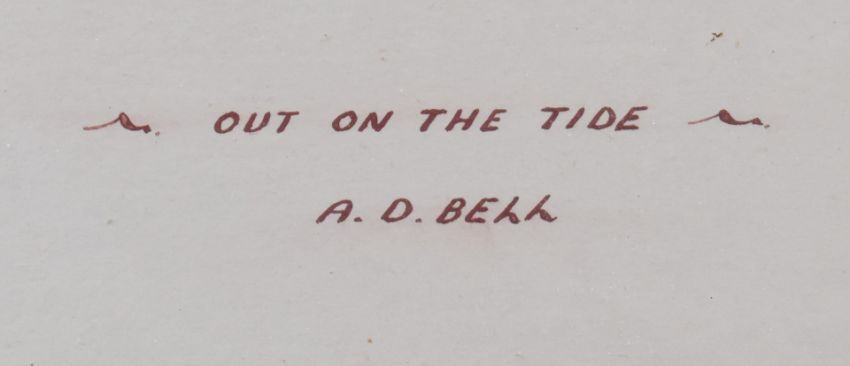 OUT ON THE TIDE
A. D. BELL